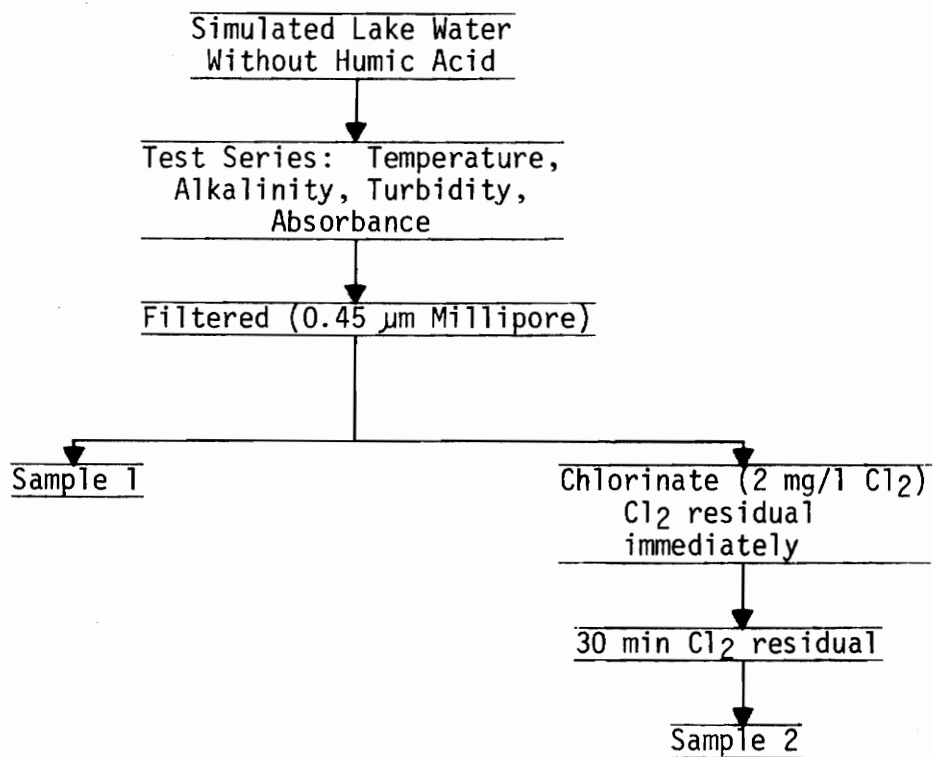 Simulated Lake Water
Without Humic Acid
Test Series: Temperature,
Alkalinity, Turbidity,
Absorbance
Filtered (0.45 µm Millipore)
Sample 1
Chlorinate (2 mg/l Cl2)
Cl2 residual
immediately
30 min Cl2 residual
Sample 2